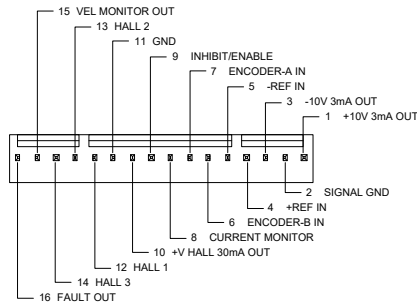 15 VEL MONITOR OUT
13 HALL 2
11 GND
9 INHIBIT/ENABLE
7 ENCODER-A IN
5 -REF IN
3 -10V 3mA OUT
1 +10V 3mA OUT
2 SIGNAL GND
4 +REF IN
6 ENCODER-B IN
8 CURRENT MONITOR
10 +V HALL 30mA OUT
12 HALL 1
14 HALL 3
16 FAULT OUT